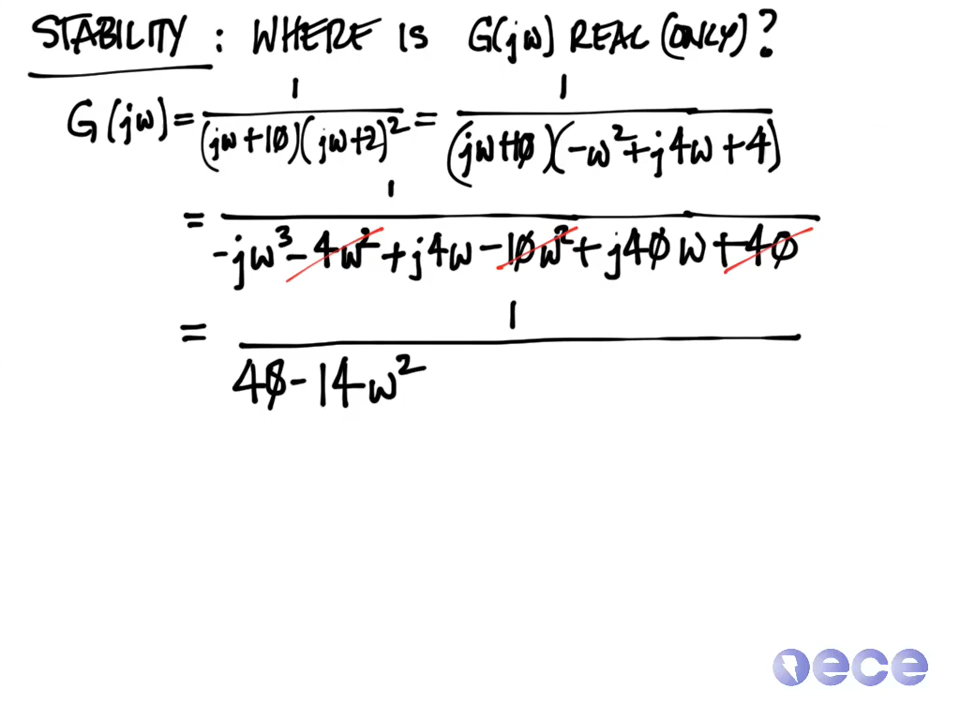 STABILITY : WHERE IS G(jω) REAL (ONLY)?
G(jω) = 1/((jω+10)(jω+2)²) = 1/((jω+10)(-ω²+j4ω+4))
= 1/(-jω³-4ω²+j4ω-10ω²+j40ω+40)
= 1/(40-14ω²
ece